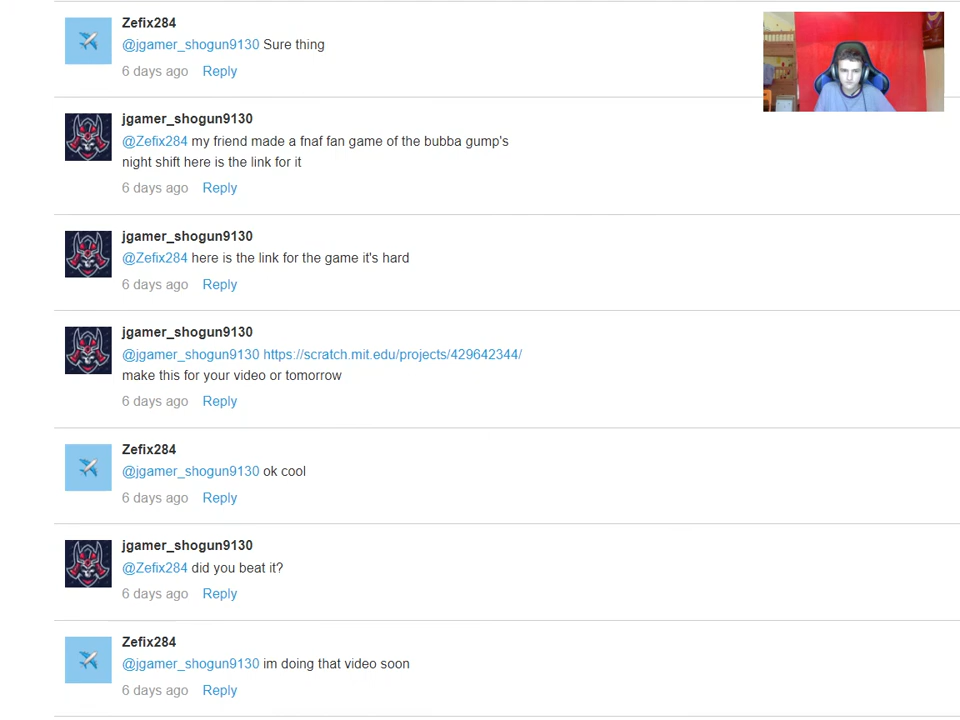 Zefix284
@jgamer_shogun9130 Sure thing
6 days ago Reply
jgamer_shogun9130
@Zefix284 my friend made a fnaf fan game of the bubba gump's
night shift here is the link for it
6 days ago Reply
jgamer_shogun9130
@Zefix284 here is the link for the game it's hard
6 days ago Reply
jgamer_shogun9130
@jgamer_shogun9130 https://scratch.mit.edu/projects/429642344/
make this for your video or tomorrow
6 days ago Reply
Zefix284
@jgamer_shogun9130 ok cool
6 days ago Reply
jgamer_shogun9130
@Zefix284 did you beat it?
6 days ago Reply
Zefix284
@jgamer_shogun9130 im doing that video soon
6 days ago Reply